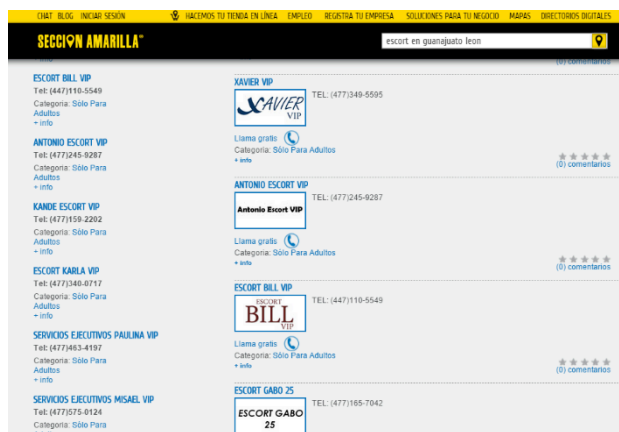 CHAT BLOG INICIAR SESIÓN HACEMOS TU TIENDA EN LÍNEA EMPLEO REGISTRA TU EMPRESA SOLUCIONES PARA TU NEGOCIO MAPAS DIRECTORIOS DIGITALES
SECCIÓN AMARILLA
escort en guanajuato leon
+ info
(0) comentarios
ESCORT BILL VIP
Tel: (447)110-5549
Categoria: Sólo Para
Adultos
+ info
ANTONIO ESCORT VIP
Tel: (477)245-9287
Categoria: Sólo Para
Adultos
+ info
KANDE ESCORT VIP
Tel: (477)159-2202
Categoria: Sólo Para
Adultos
+ info
ESCORT KARLA VIP
Tel: (477)340-0717
Categoria: Sólo Para
Adultos
+ info
SERVICIOS EJECUTIVOS PAULINA VIP
Tel: (477)463-4197
Categoria: Sólo Para
Adultos
+ info
SERVICIOS EJECUTIVOS MISAEL VIP
Tel: (477)575-0124
Categoria: Sólo Para
XAVIER VIP
XAVIER
VIP
TEL: (477)349-5595
Llama gratis
Categoria: Sólo Para Adultos
+ info
(0) comentarios
ANTONIO ESCORT VIP
Antonio Escort VIP
TEL: (477)245-9287
Llama gratis
Categoria: Sólo Para Adultos
+ info
(0) comentarios
ESCORT BILL VIP
ESCORT
BILL
VIP
TEL: (447)110-5549
Llama gratis
Categoria: Sólo Para Adultos
+ info
(0) comentarios
ESCORT GABO 25
ESCORT GABO
25
TEL: (477)165-7042